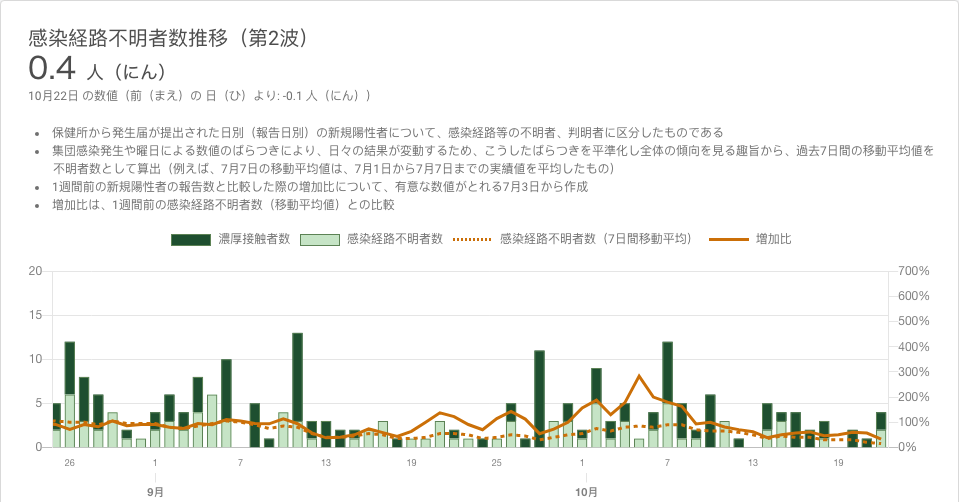 感染経路不明者数推移（第2波）
0.4 人（にん）
10月22日 の数値（前（まえ）の 日（ひ）より: -0.1 人（にん））
保健所から発生届が提出された日別（報告日別）の新規陽性者について、感染経路等の不明者、判明者に区分したものである
集団感染発生や曜日による数値のばらつきにより、日々の結果が変動するため、こうしたばらつきを平準化し全体の傾向を見る趣旨から、過去7日間の移動平均値を
不明者数として算出（例えば、7月7日の移動平均値は、7月1日から7月7日までの実績値を平均したもの）
1週間前の新規陽性者の報告数と比較した際の増加比について、有意な数値がとれる7月3日から作成
増加比は、1週間前の感染経路不明者数（移動平均値）との比較
濃厚接触者数 感染経路不明者数 感染経路不明者数（7日間移動平均） 増加比
20 700%
600%
15 500%
400%
10 300%
5 200%
100%
0 0%
26 1 7 13 19 25 1 7 13 19
9月 10月